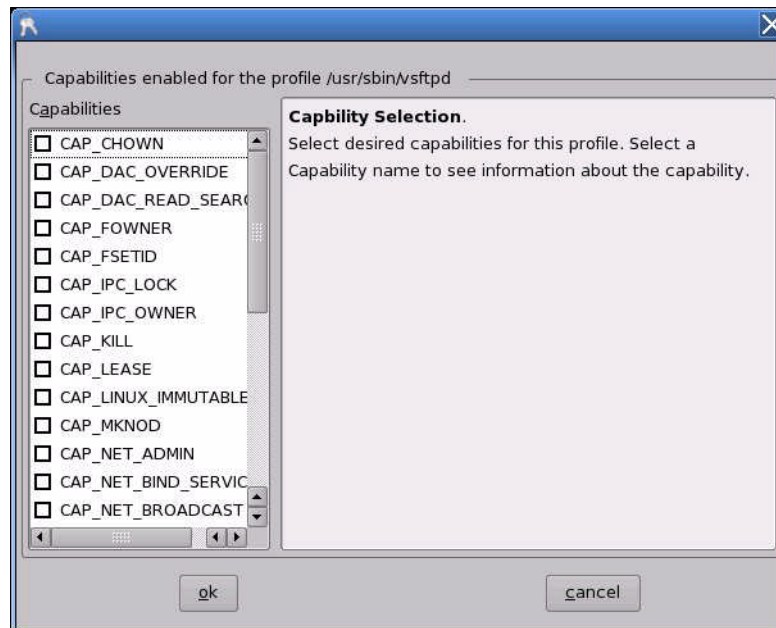 Capabilities enabled for the profile /usr/sbin/vsftpd
Capabilities
CAP_CHOWN
CAP_DAC_OVERRIDE
CAP_DAC_READ_SEAR
CAP_FOWNER
CAP_FSETID
CAP_IPC_LOCK
CAP_IPC_OWNER
CAP_KILL
CAP_LEASE
CAP_LINUX_IMMUTABLE
CAP_MKNOD
CAP_NET_ADMIN
CAP_NET_BIND_SERVIC
CAP_NET_BROADCAST
Capbility Selection.
Select desired capabilities for this profile. Select a
Capability name to see information about the capability.
ok
cancel